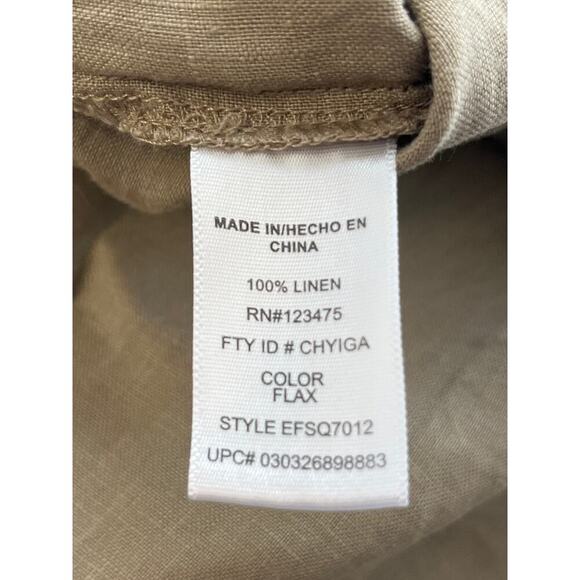 MADE IN/HECHO EN
CHINA
100% LINEN
RN#123475
FTY ID # CHYIGA
COLOR
FLAX
STYLE EFSQ7012
UPC# 030326898883